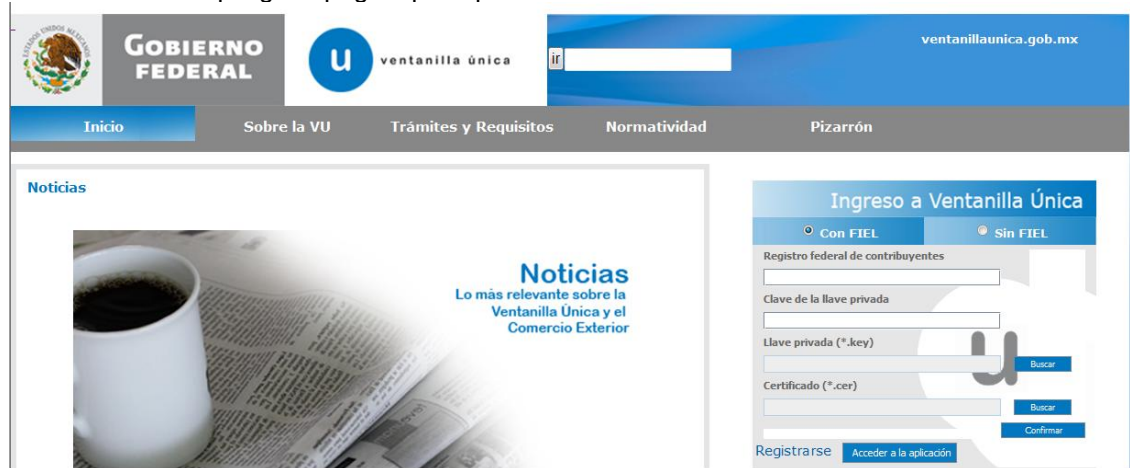 GOBIERNO
FEDERAL
u
ventanilla única
ir
ventanillaunica.gob.mx
Inicio
Sobre la VU
Trámites y Requisitos
Normatividad
Pizarrón
Noticias
Noticias
Lo más relevante sobre la
Ventanilla Única y el
Comercio Exterior
Ingreso a Ventanilla Única
Con FIEL
Sin FIEL
Registro federal de contribuyentes
Clave de la llave privada
Llave privada (*.key)
Buscar
u
Certificado (*.cer)
Buscar
Confirmar
Registrarse
Acceder a la aplicación